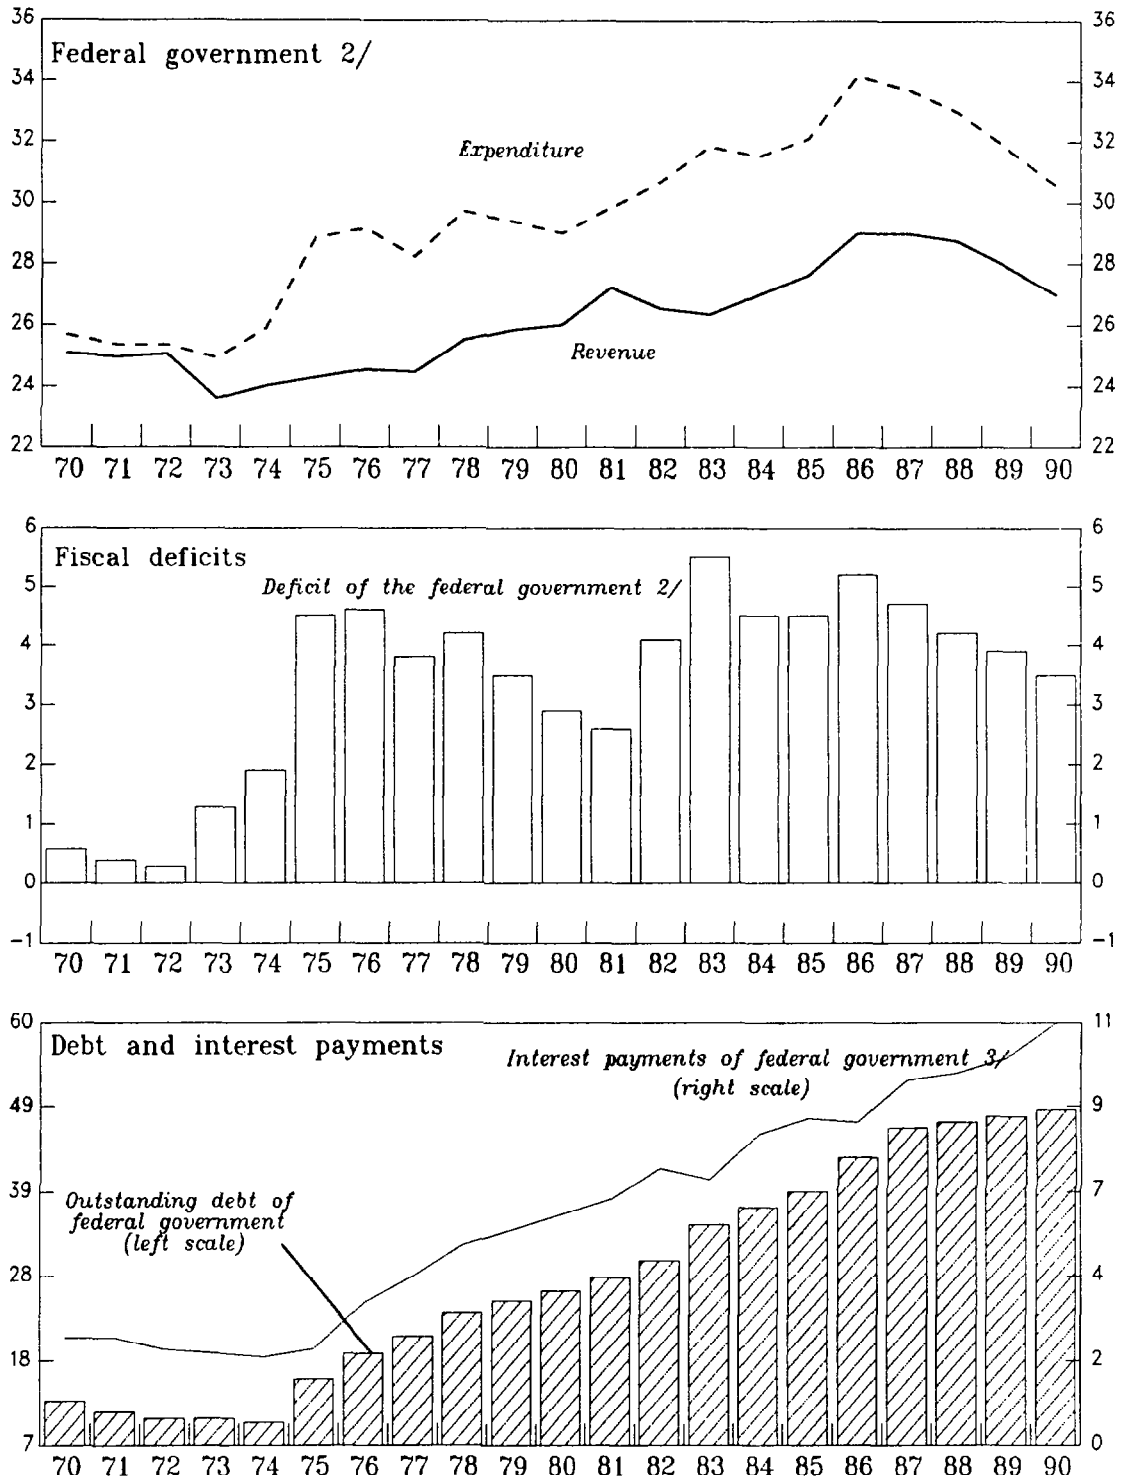 36 36
Federal government 2/
34 34
32 32
Expenditure
30 30
28 28
26 26
Revenue
24 24
22 22
70 71 72 73 74 75 76 77 78 79 80 81 82 83 84 85 86 87 88 89 90
6 6
Fiscal deficits
Deficit of the federal government 2/
5 5
4 4
3 3
2 2
1 1
0 0
-1 -1
70 71 72 73 74 75 76 77 78 79 80 81 82 83 84 85 86 87 88 89 90
60 11
Debt and interest payments
Interest payments of federal government 3/
(right scale)
49 9
39 7
Outstanding debt of
federal government
(left scale)
28 4
18 2
7 0
70 71 72 73 74 75 76 77 78 79 80 81 82 83 84 85 86 87 88 89 90